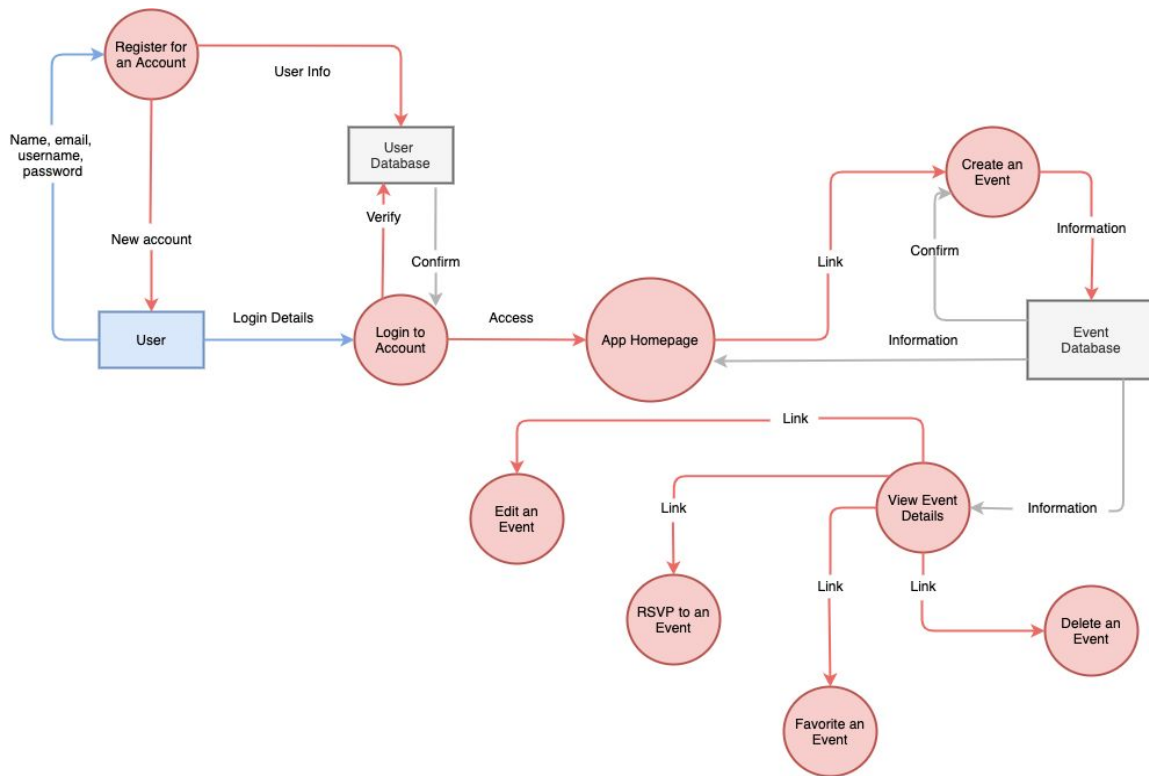 Register for
an Account
User Info
Name, email,
username,
password
User
Database
Create an
Event
Verify
New account
Information
Confirm
Confirm
Link
Login Details
Access
User
Login to
Account
App Homepage
Information
Event
Database
Link
Edit an
Event
View Event
Details
Link
Information
Link
Link
RSVP to an
Event
Delete an
Event
Favorite an
Event